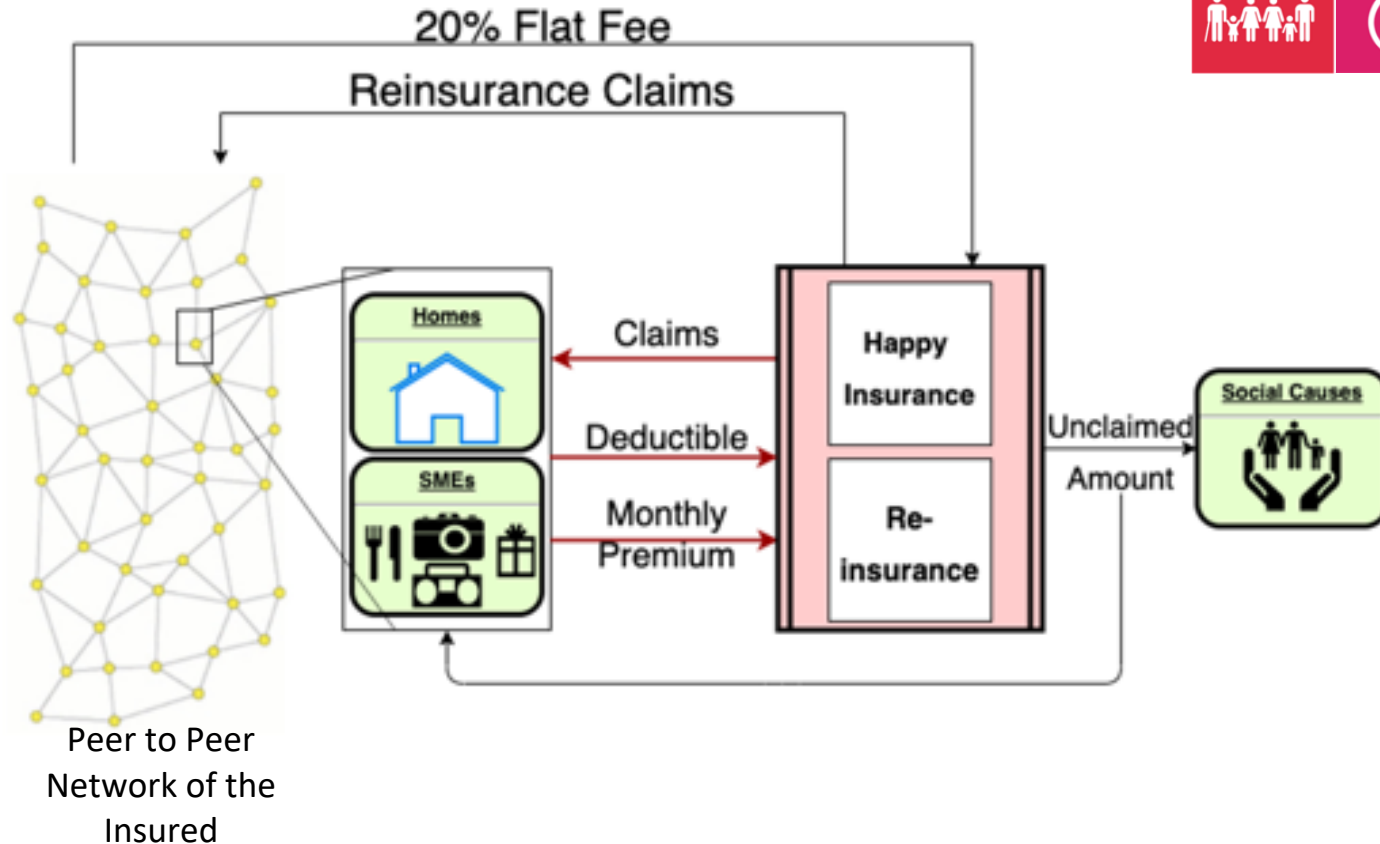 20% Flat Fee
Reinsurance Claims
Homes
SMEs
Claims
Deductible
Monthly
Premium
Happy
Insurance
Re-
insurance
Unclaimed
Amount
Social Causes
Peer to Peer
Network of the
Insured